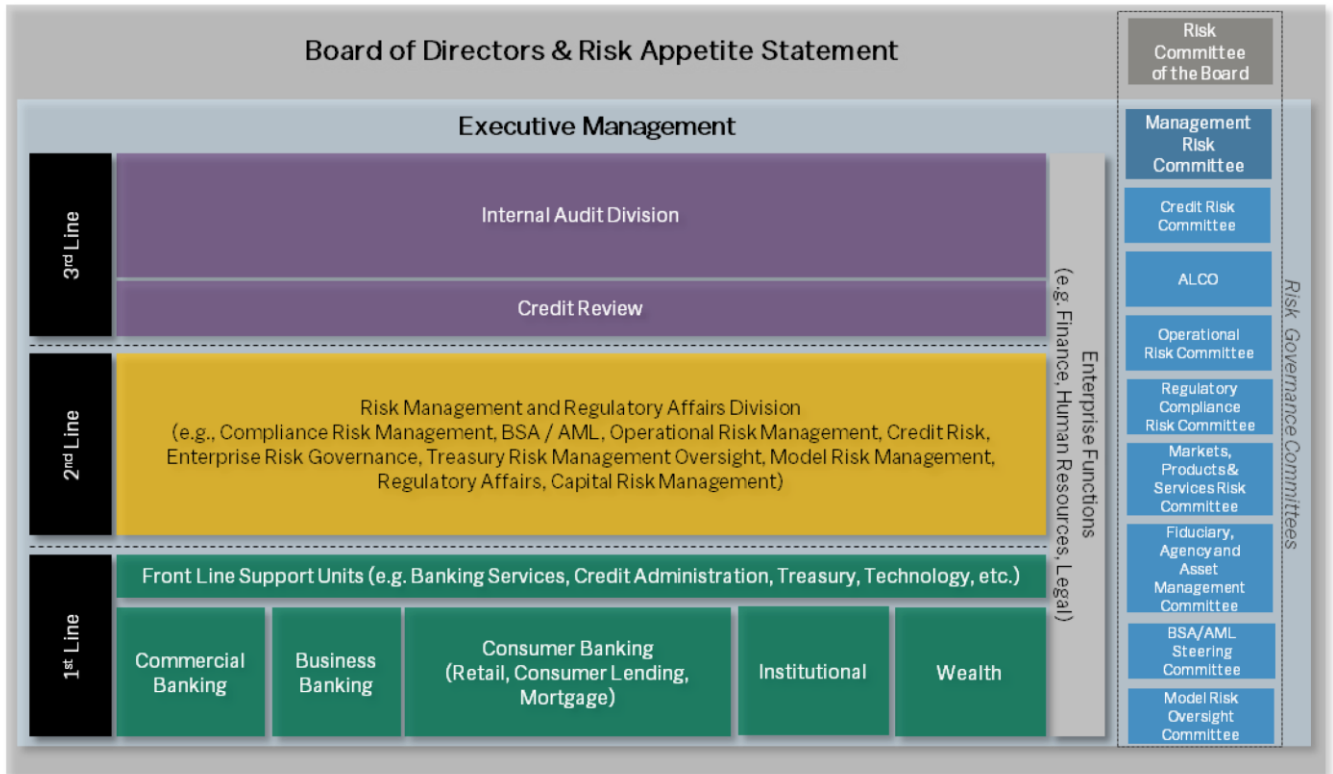 Board of Directors & Risk Appetite Statement
Risk
Committee
of the Board
Executive Management
Management
Risk
Committee
3rd Line
Internal Audit Division
Credit Review
2nd Line
Risk Management and Regulatory Affairs Division
(e.g., Compliance Risk Management, BSA / AML, Operational Risk Management, Credit Risk,
Enterprise Risk Governance, Treasury Risk Management Oversight, Model Risk Management,
Regulatory Affairs, Capital Risk Management)
1st Line
Front Line Support Units (e.g. Banking Services, Credit Administration, Treasury, Technology, etc.)
Commercial
Banking
Business
Banking
Consumer Banking
(Retail, Consumer Lending,
Mortgage)
Institutional
Wealth
Enterprise Functions
(e.g. Finance, Human Resources, Legal)
Credit Risk
Committee
ALCO
Operational
Risk Committee
Regulatory
Compliance
Risk Committee
Markets,
Products &
Services Risk
Committee
Fiduciary,
Agency and
Asset
Management
Committee
BSA/AML
Steering
Committee
Model Risk
Oversight
Committee
Risk Governance Committees